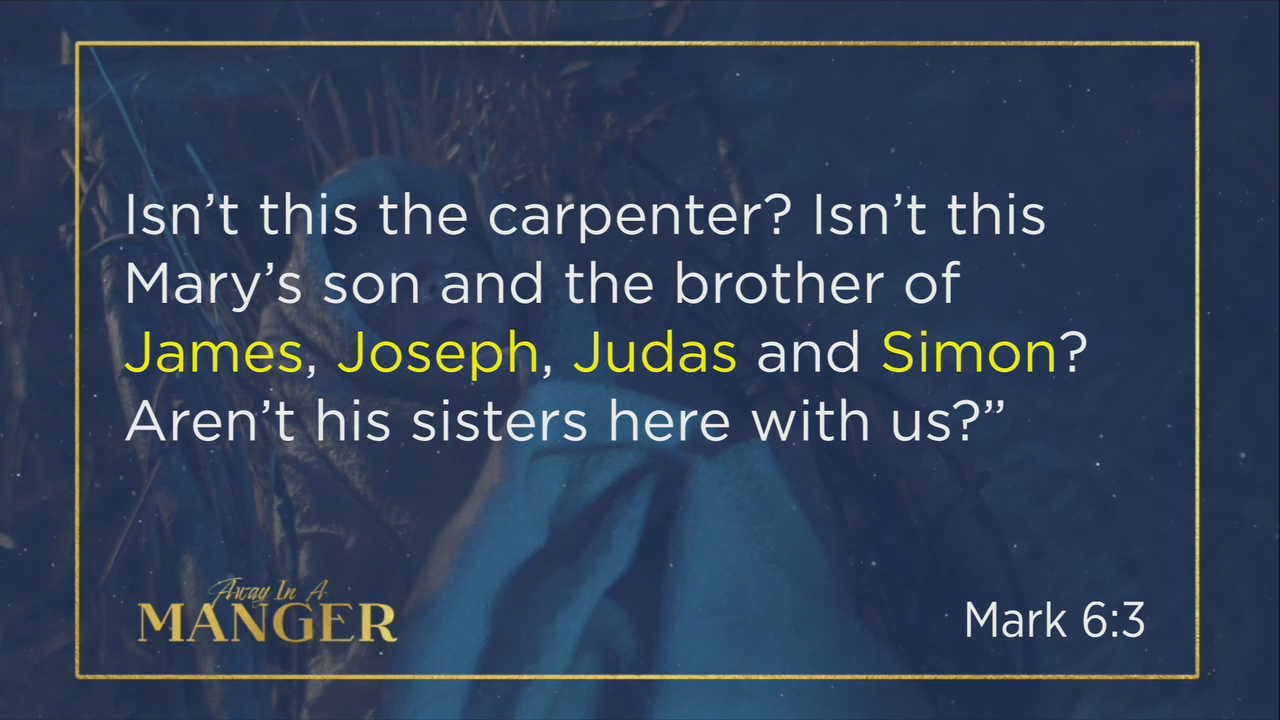 Isn’t this the carpenter? Isn’t this
Mary’s son and the brother of
James, Joseph, Judas and Simon?
Aren’t his sisters here with us?”
Away In A
MANGER
Mark 6:3